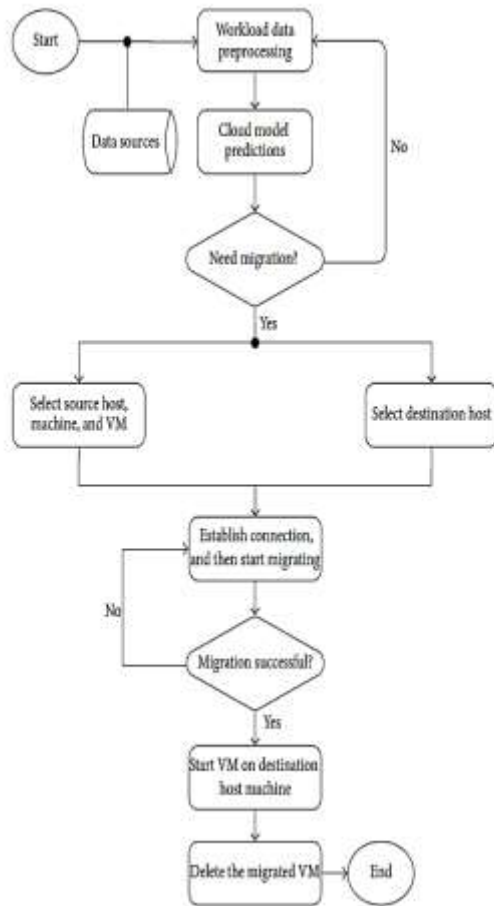 Start
Workload data
preprocessing
Data sources
Cloud model
predictions
No
Need migration?
Yes
Select source host,
machine, and VM
Select destination host
Establish connection,
and then start migrating
No
Migration successful?
Yes
Start VM on destination
host machine
Delete the migrated VM
End